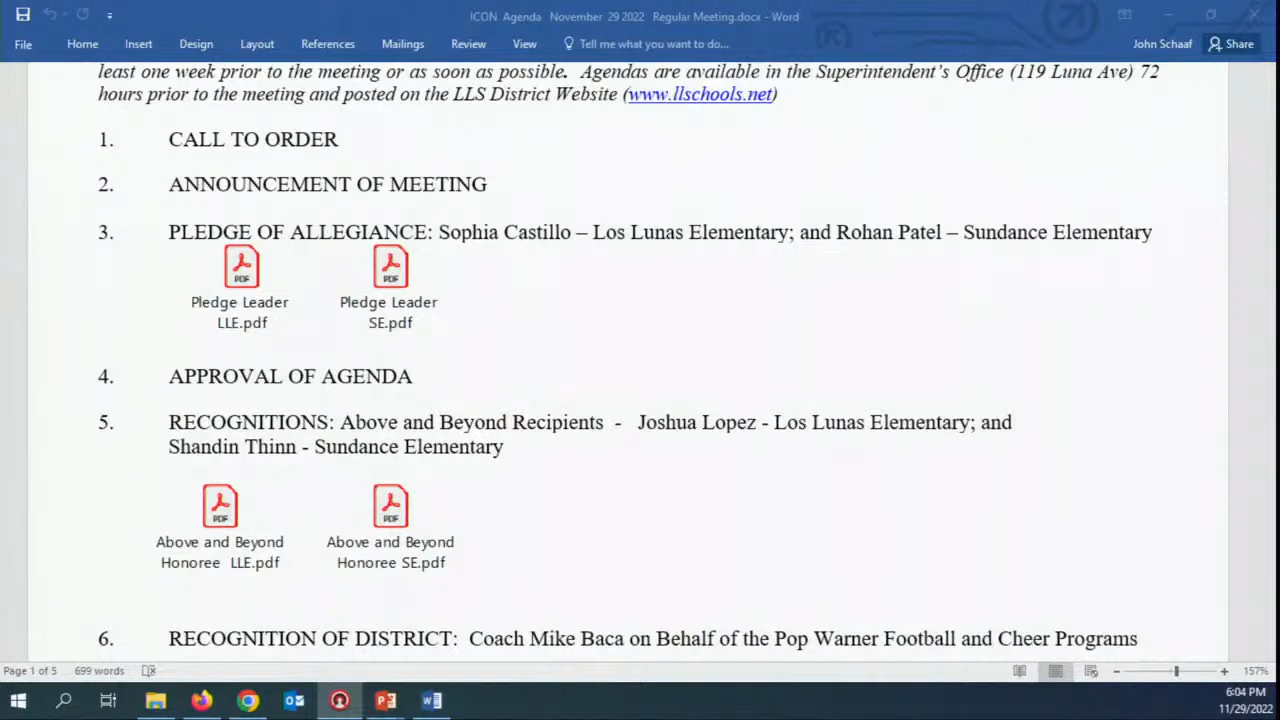 ICON Agenda November 29 2022 Regular Meeting.docx - Word
File Home Insert Design Layout References Mailings Review View Tell me what you want to do... John Schaaf Share
least one week prior to the meeting or as soon as possible. Agendas are available in the Superintendent's Office (119 Luna Ave) 72
hours prior to the meeting and posted on the LLS District Website (www.llschools.net)
1. CALL TO ORDER
2. ANNOUNCEMENT OF MEETING
3. PLEDGE OF ALLEGIANCE: Sophia Castillo – Los Lunas Elementary; and Rohan Patel – Sundance Elementary
PDF PDF
Pledge Leader Pledge Leader
LLE.pdf SE.pdf
4. APPROVAL OF AGENDA
5. RECOGNITIONS: Above and Beyond Recipients - Joshua Lopez - Los Lunas Elementary; and
Shandin Thinn - Sundance Elementary
PDF PDF
Above and Beyond Above and Beyond
Honoree LLE.pdf Honoree SE.pdf
6. RECOGNITION OF DISTRICT: Coach Mike Baca on Behalf of the Pop Warner Football and Cheer Programs
Page 1 of 5 699 words 157%
6:04 PM
11/29/2022